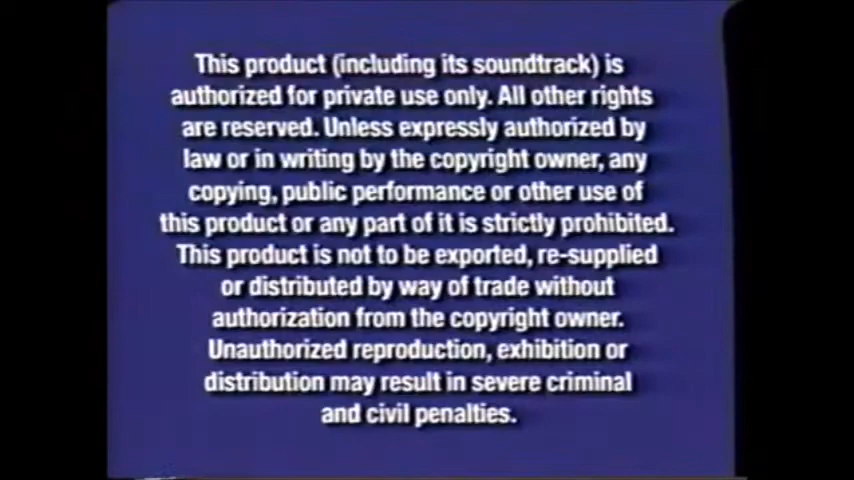 This product (including its soundtrack) is
authorized for private use only. All other rights
are reserved. Unless expressly authorized by
law or in writing by the copyright owner, any
copying, public performance or other use of
this product or any part of it is strictly prohibited.
This product is not to be exported, re-supplied
or distributed by way of trade without
authorization from the copyright owner.
Unauthorized reproduction, exhibition or
distribution may result in severe criminal
and civil penalties.